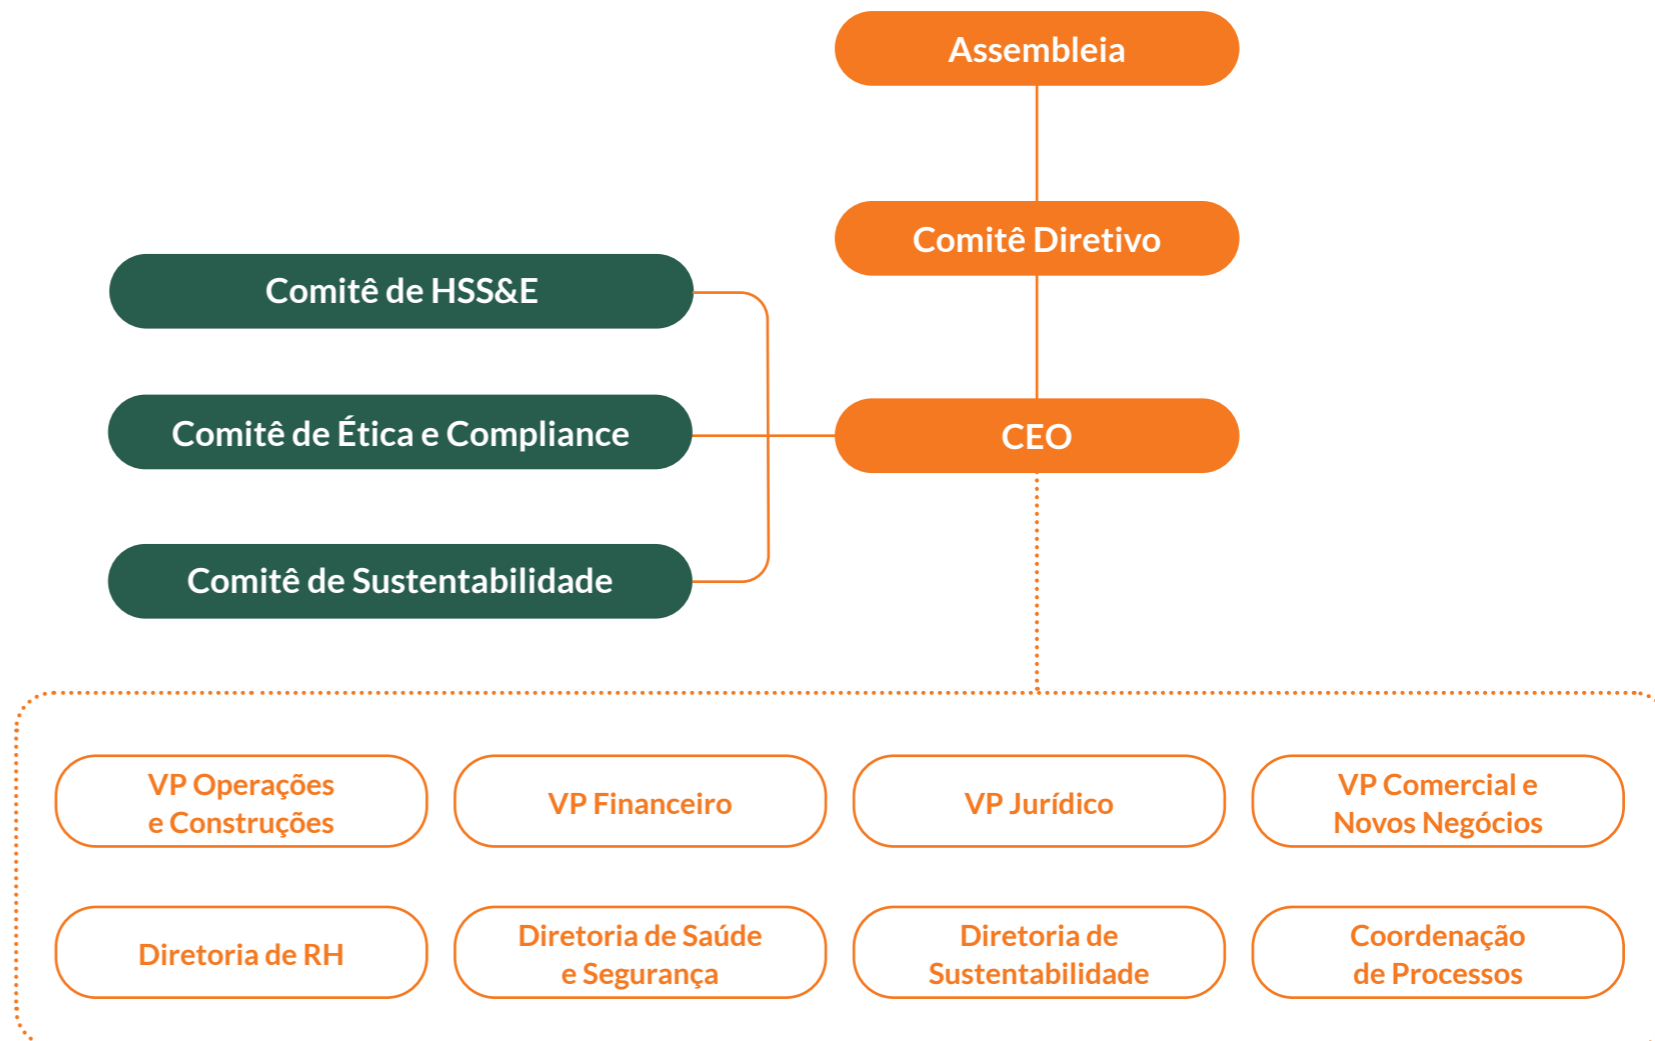 Assembleia
Comitê Diretivo
Comitê de HSS&E
Comitê de Ética e Compliance
CEO
Comitê de Sustentabilidade
VP Operações
e Construções
VP Financeiro
VP Jurídico
VP Comercial e
Novos Negócios
Diretoria de RH
Diretoria de Saúde
e Segurança
Diretoria de
Sustentabilidade
Coordenação
de Processos